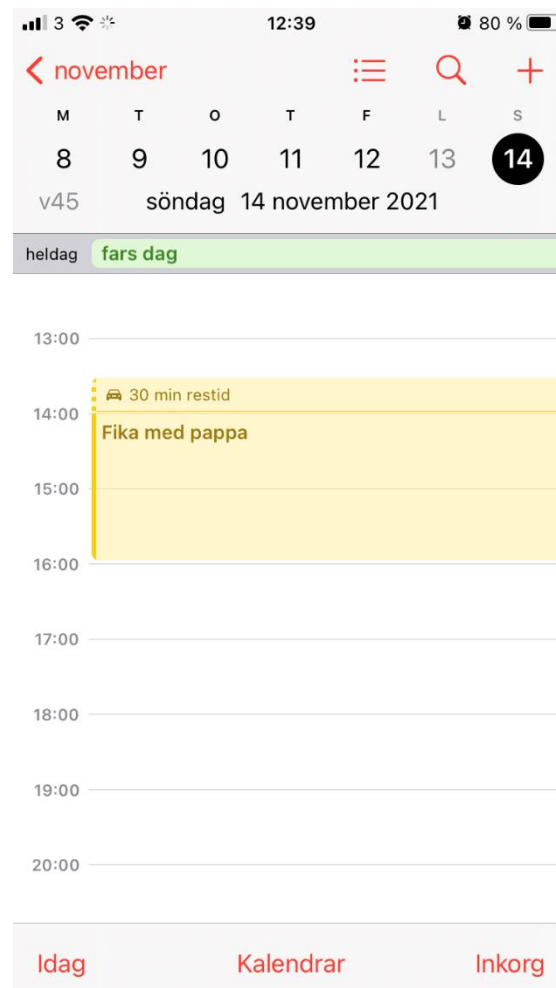 3 12:39 80 %
november
M T O T F L S
8 9 10 11 12 13 14
v45 söndag 14 november 2021
heldag fars dag
13:00
30 min restid
14:00
Fika med pappa
15:00
16:00
17:00
18:00
19:00
20:00
Idag Kalendrar Inkorg